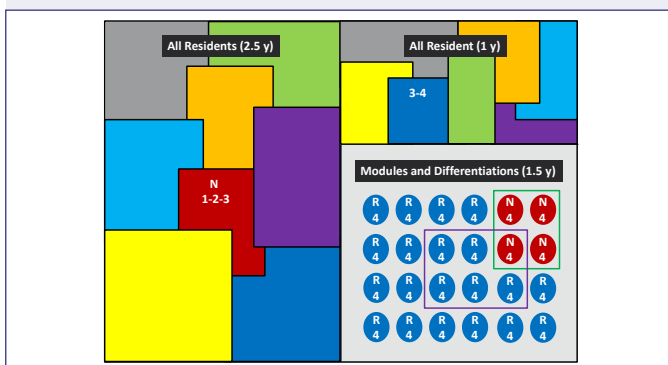 All Residents (2.5 y)
N
1-2-3
All Resident (1 y)
3-4
Modules and Differentiations (1.5 y)
R R R R N N
4 4 4 4 4 4
R R R R N N
4 4 4 4 4 4
R R R R R R
4 4 4 4 4 4
R R R R R R
4 4 4 4 4 4